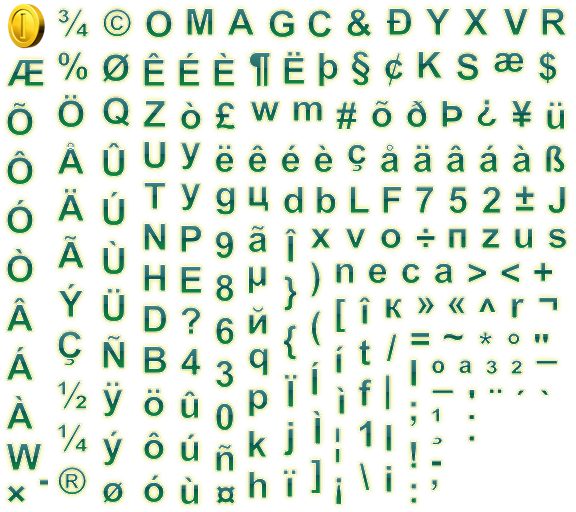 ¾ © O M A G C & Ð Y X V R
Æ % Ø Ê É È ¶ Ë þ § ¢ K S æ $
Õ Ö Q Z ò £ w m # õ ð Þ ¿ ¥ ü
Ô Å Û U y ë ê é è ç å ä â á à ß
Ó Ä Ú T y g ц d b L F 7 5 2 ± J
Ò Ã Ù N P 9 ã Î x v o ÷ п z u s
Â Ý Ü H E 8 µ } ) n e c a > < +
Á Ç Ñ D ? 6 й { ( [ î к » « ^ r ¬
À ½ ÿ B 4 3 q Ï Í í t / = ~ * ° "
W ¼ ý ö û 0 p j Ì ì f | | _ º ª ³ ² ¯
× - ® ø ô ú ñ k ï ] ¦ 1 l ; ¹ ' ¨ ´ `
ó ù ¤ h ¡ \ i ! : ¸ - , :